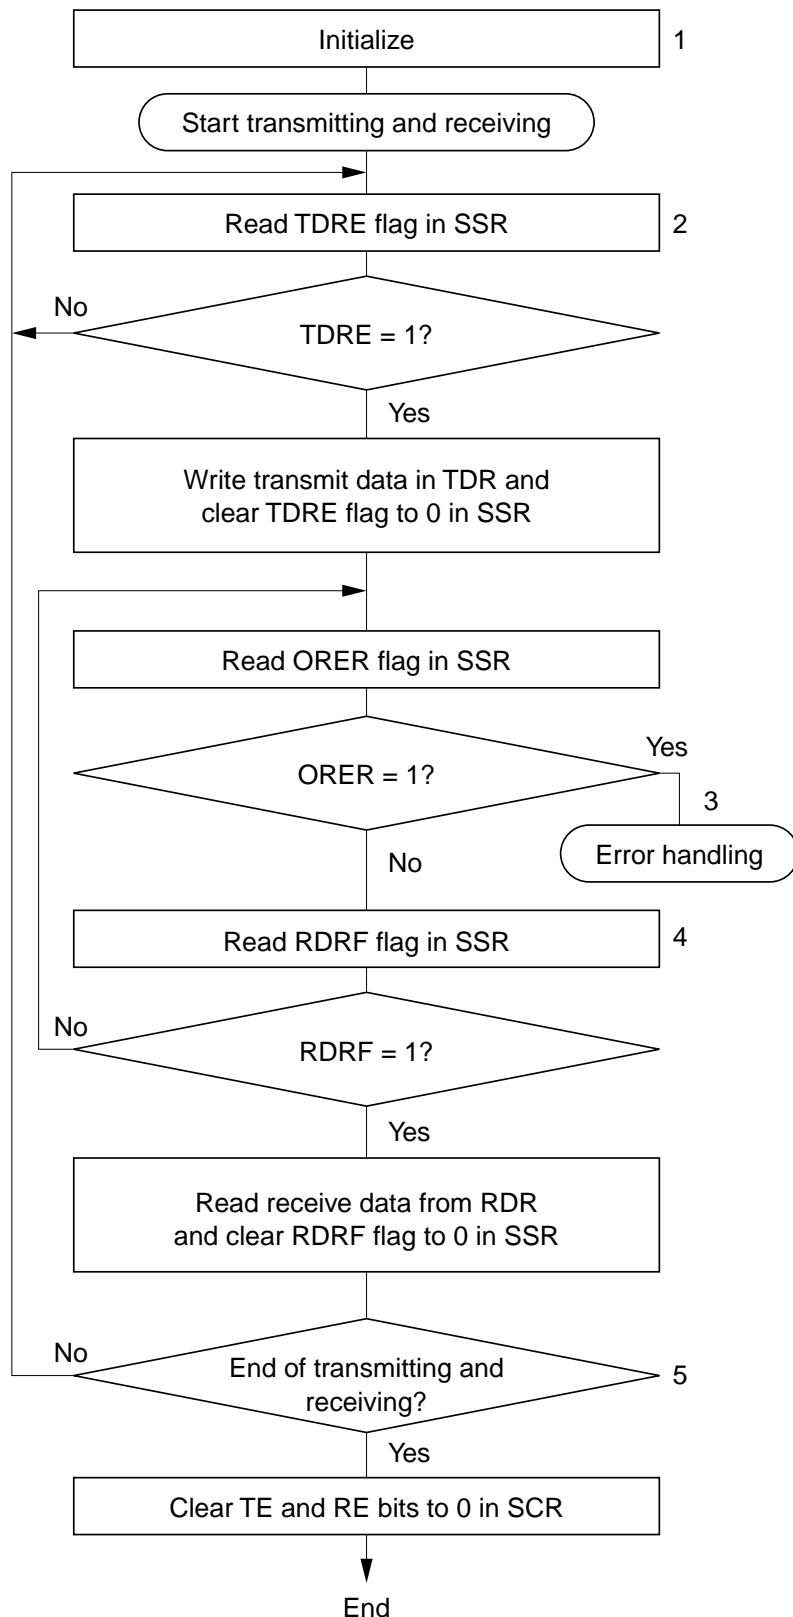 Initialize
1
Start transmitting and receiving
Read TDRE flag in SSR
2
No
TDRE = 1?
Yes
Write transmit data in TDR and
clear TDRE flag to 0 in SSR
Read ORER flag in SSR
Yes
ORER = 1?
3
Error handling
No
Read RDRF flag in SSR
4
No
RDRF = 1?
Yes
Read receive data from RDR
and clear RDRF flag to 0 in SSR
No
End of transmitting and
receiving?
5
Yes
Clear TE and RE bits to 0 in SCR
End